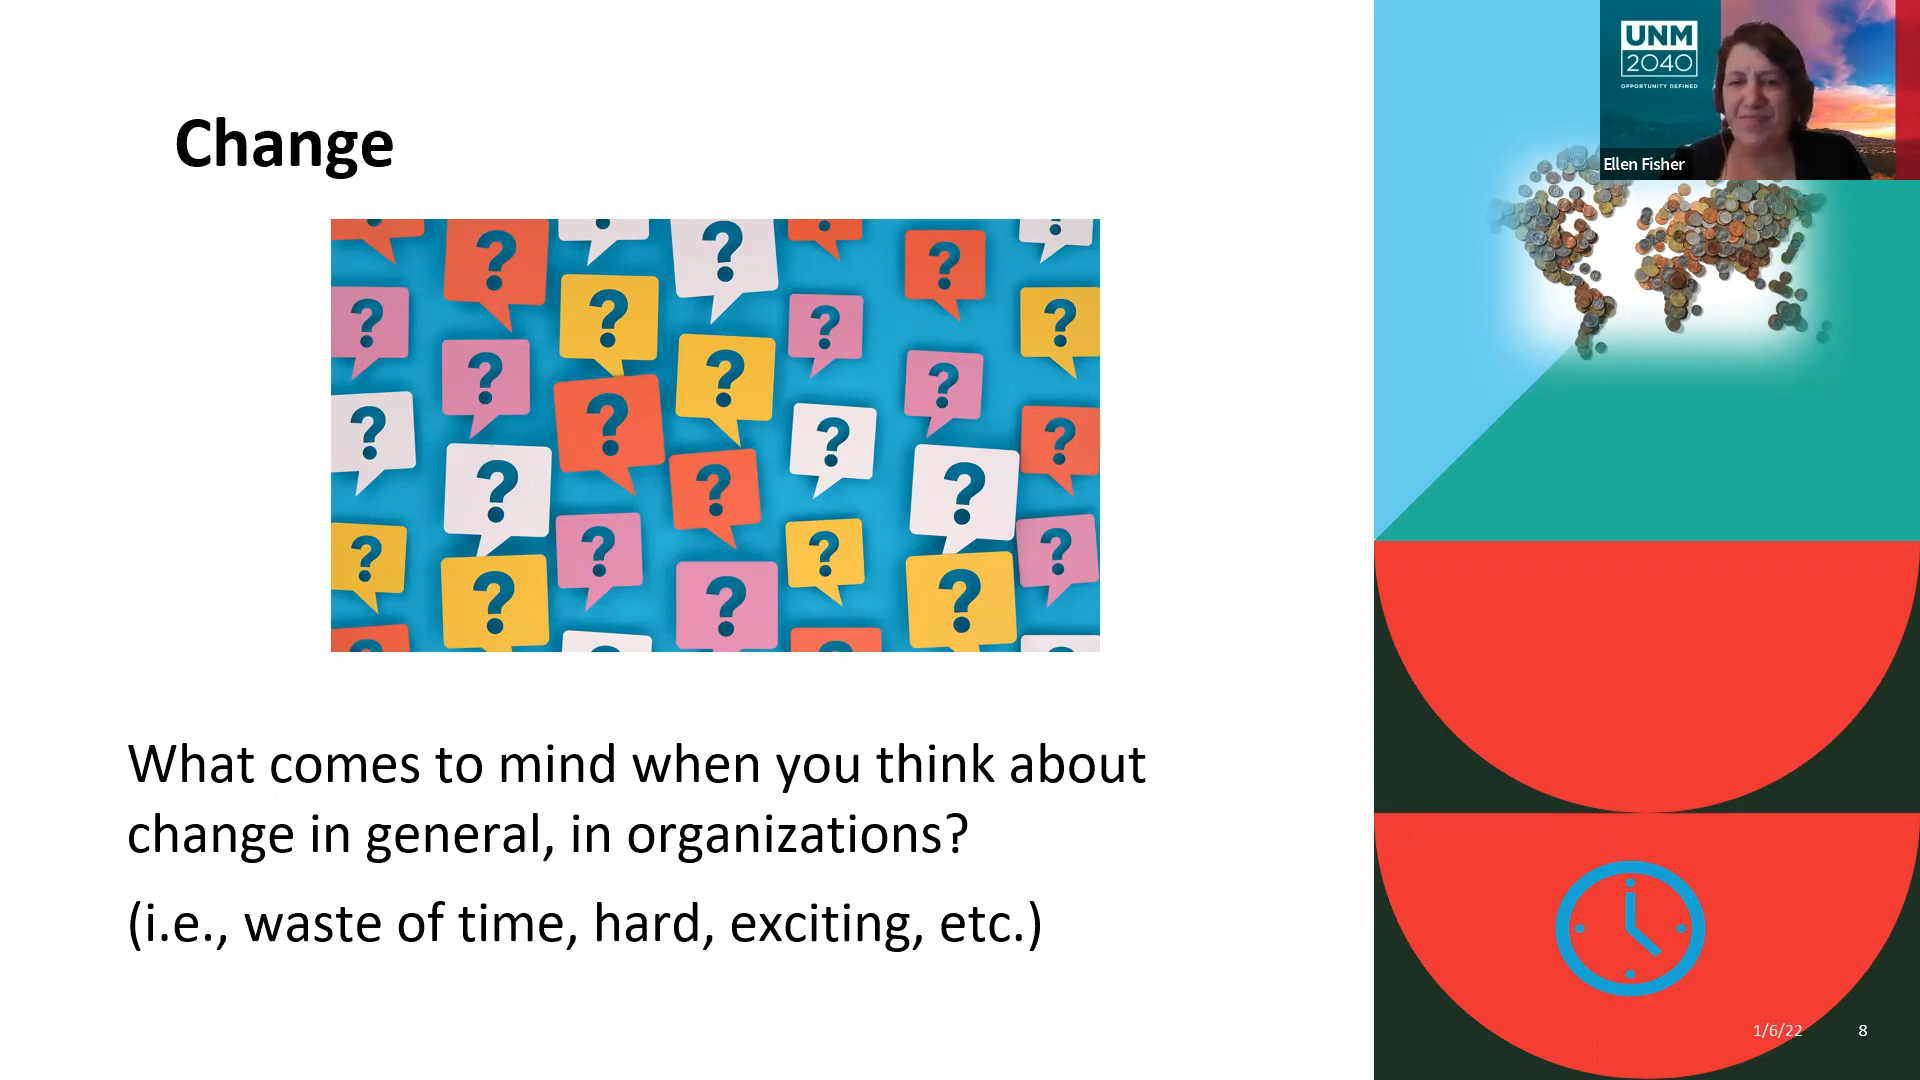 Change
? ? ? ? ? ? ? ? ? ? ? ? ? ? ? ? ? ? ? ? ? ? ? ? ?
What comes to mind when you think about
change in general, in organizations?
(i.e., waste of time, hard, exciting, etc.)
UNM
2040
OPPORTUNITY DEFINED
Ellen Fisher
1/6/22 8